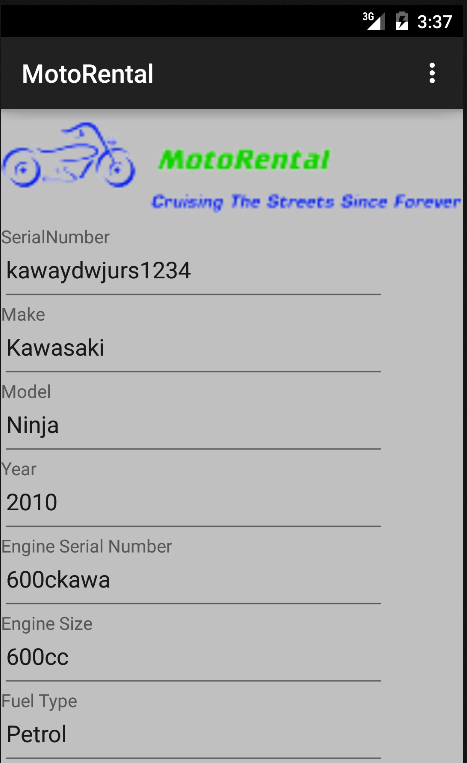 3G 3:37
MotoRental
MotoRental
Cruising The Streets Since Forever
SerialNumber
kawaydwjurs1234
Make
Kawasaki
Model
Ninja
Year
2010
Engine Serial Number
600ckawa
Engine Size
600cc
Fuel Type
Petrol